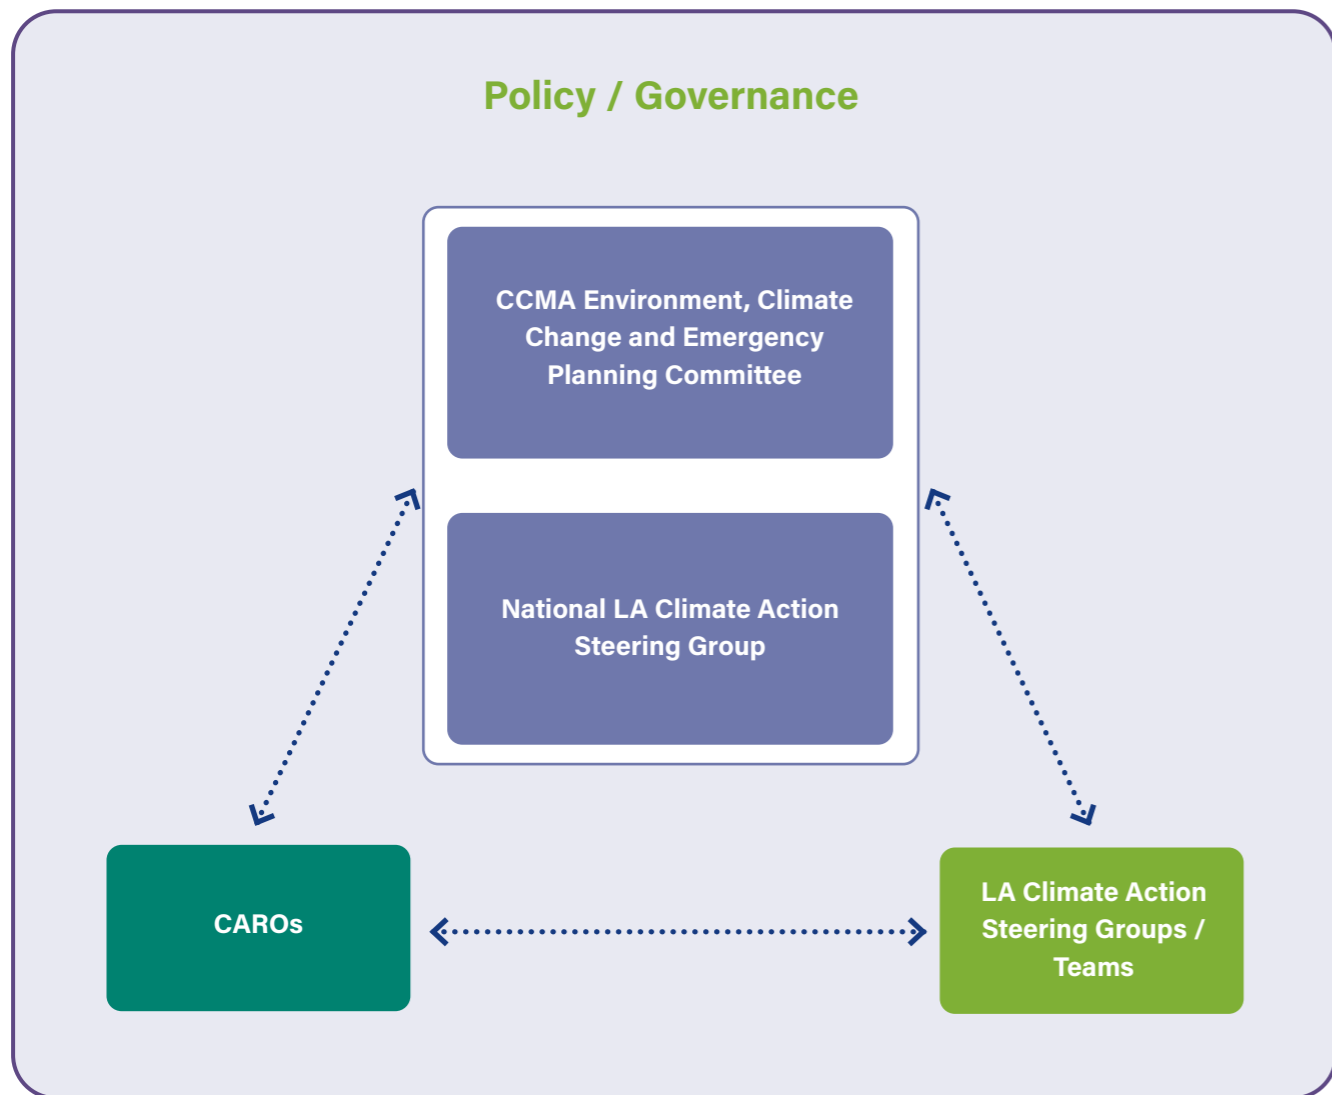 Policy / Governance
CCMA Environment, Climate
Change and Emergency
Planning Committee
National LA Climate Action
Steering Group
CAROs
LA Climate Action
Steering Groups /
Teams